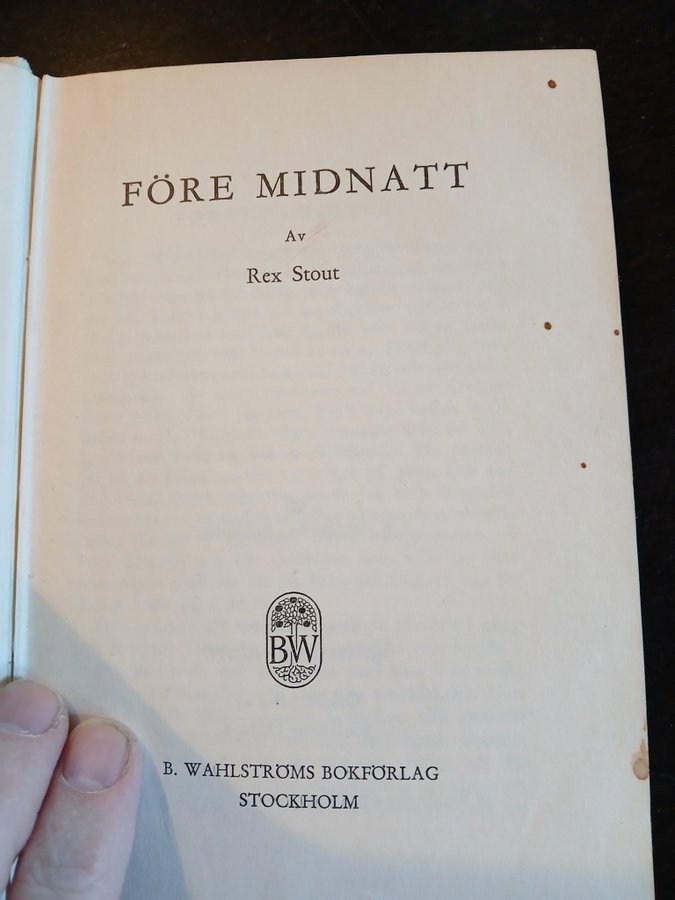 FÖRE MIDNATT
Av
Rex Stout
BW
B. WAHLSTRÖMS BOKFÖRLAG
STOCKHOLM